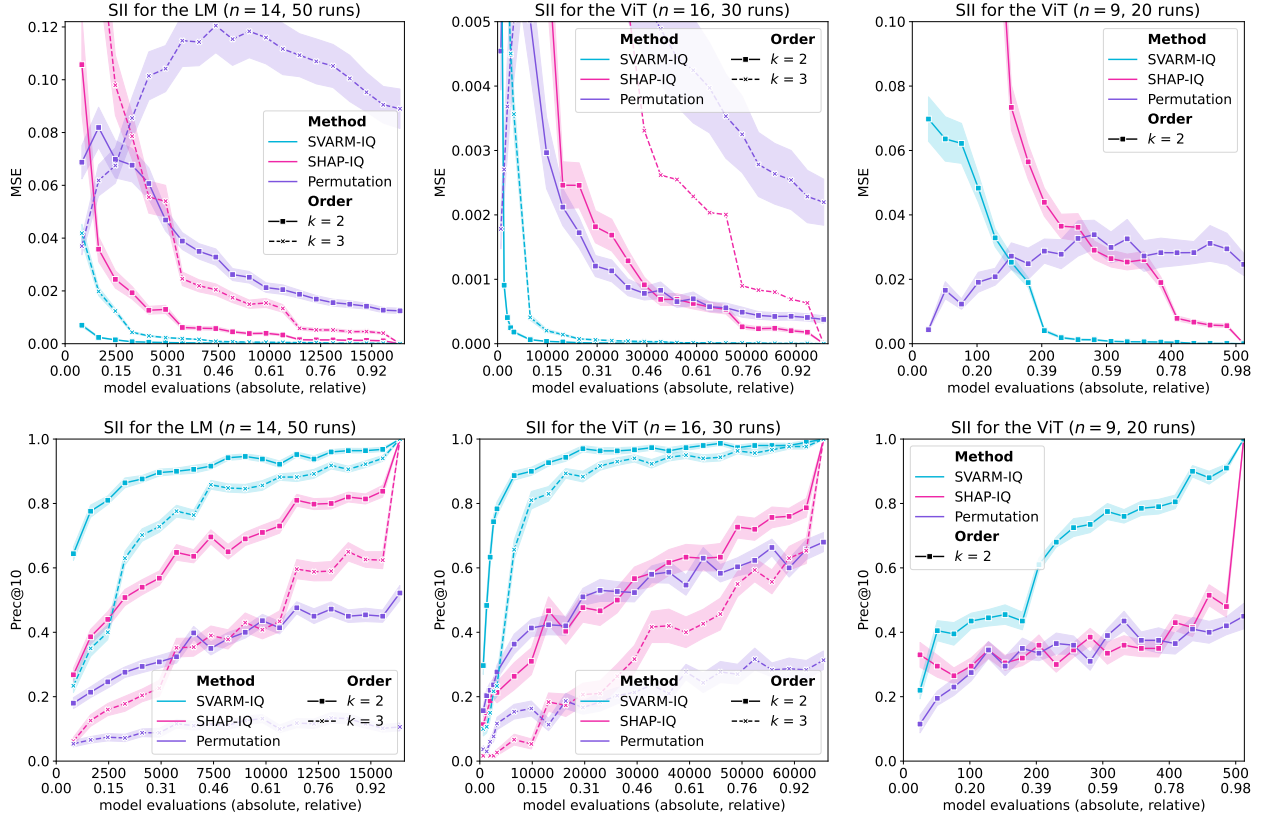 SII for the LM (n = 14, 50 runs)
MSE
0.12
0.10
0.08
0.06
0.04
0.02
0.00
Method
SVARM-IQ
SHAP-IQ
Permutation
Order
k = 2
k = 3
0 2500 5000 7500 10000 12500 15000
0.00 0.15 0.31 0.46 0.61 0.76 0.92
model evaluations (absolute, relative)
SII for the ViT (n = 16, 30 runs)
MSE
0.005
0.004
0.003
0.002
0.001
0.000
Method Order
SVARM-IQ k = 2
SHAP-IQ k = 3
Permutation
0 10000 20000 30000 40000 50000 60000
0.00 0.15 0.31 0.46 0.61 0.76 0.92
model evaluations (absolute, relative)
SII for the ViT (n = 9, 20 runs)
MSE
0.10
0.08
0.06
0.04
0.02
0.00
Method
SVARM-IQ
SHAP-IQ
Permutation
Order
k = 2
0 100 200 300 400 500
0.00 0.20 0.39 0.59 0.78 0.98
model evaluations (absolute, relative)
SII for the LM (n = 14, 50 runs)
Prec@10
1.0
0.8
0.6
0.4
0.2
0.0
Method Order
SVARM-IQ k = 2
SHAP-IQ k = 3
Permutation
0 2500 5000 7500 10000 12500 15000
0.00 0.15 0.31 0.46 0.61 0.76 0.92
model evaluations (absolute, relative)
SII for the ViT (n = 16, 30 runs)
Prec@10
1.0
0.8
0.6
0.4
0.2
0.0
Method Order
SVARM-IQ k = 2
SHAP-IQ k = 3
Permutation
0 10000 20000 30000 40000 50000 60000
0.00 0.15 0.31 0.46 0.61 0.76 0.92
model evaluations (absolute, relative)
SII for the ViT (n = 9, 20 runs)
Prec@10
1.0
0.8
0.6
0.4
0.2
0.0
Method
SVARM-IQ
SHAP-IQ
Permutation
Order
k = 2
0 100 200 300 400 500
0.00 0.20 0.39 0.59 0.78 0.98
model evaluations (absolute, relative)